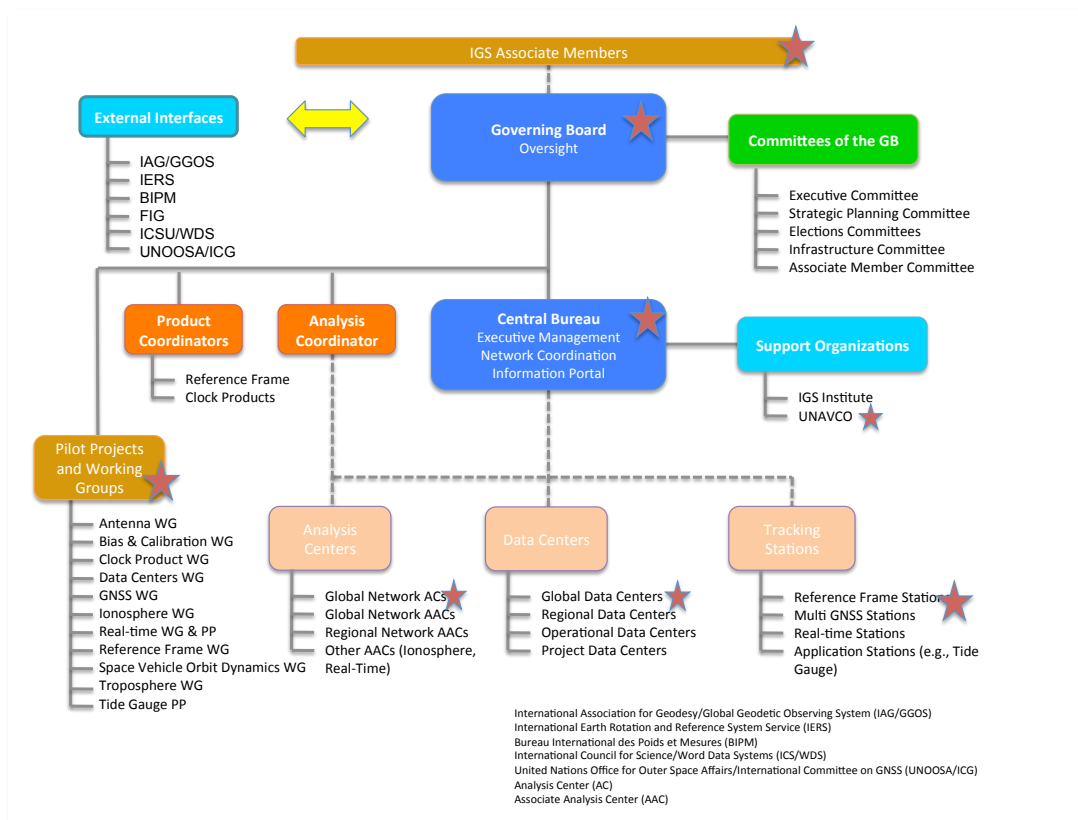 IGS Associate Members
External Interfaces
IAG/GGOS
IERS
BIPM
FIG
ICSU/WDS
UNOOSA/ICG
Governing Board
Oversight
Committees of the GB
Executive Committee
Strategic Planning Committee
Elections Committees
Infrastructure Committee
Associate Member Committee
Product
Coordinators
Reference Frame
Clock Products
Analysis
Coordinator
Central Bureau
Executive Management
Network Coordination
Information Portal
Support Organizations
IGS Institute
UNAVCO
Pilot Projects
and Working
Groups
Antenna WG
Bias & Calibration WG
Clock Product WG
Data Centers WG
GNSS WG
Ionosphere WG
Real-time WG & PP
Reference Frame WG
Space Vehicle Orbit Dynamics WG
Troposphere WG
Tide Gauge PP
Analysis
Centers
Global Network ACs
Global Network AACs
Regional Network AACs
Other AACs (Ionosphere,
Real-Time)
Data Centers
Global Data Centers
Regional Data Centers
Operational Data Centers
Project Data Centers
Tracking
Stations
Reference Frame Stations
Multi GNSS Stations
Real-time Stations
Application Stations (e.g., Tide
Gauge)
International Association for Geodesy/Global Geodetic Observing System (IAG/GGOS)
International Earth Rotation and Reference System Service (IERS)
Bureau International des Poids et Mesures (BIPM)
International Council for Science/Word Data Systems (ICS/WDS)
United Nations Office for Outer Space Affairs/International Committee on GNSS (UNOOSA/ICG)
Analysis Center (AC)
Associate Analysis Center (AAC)